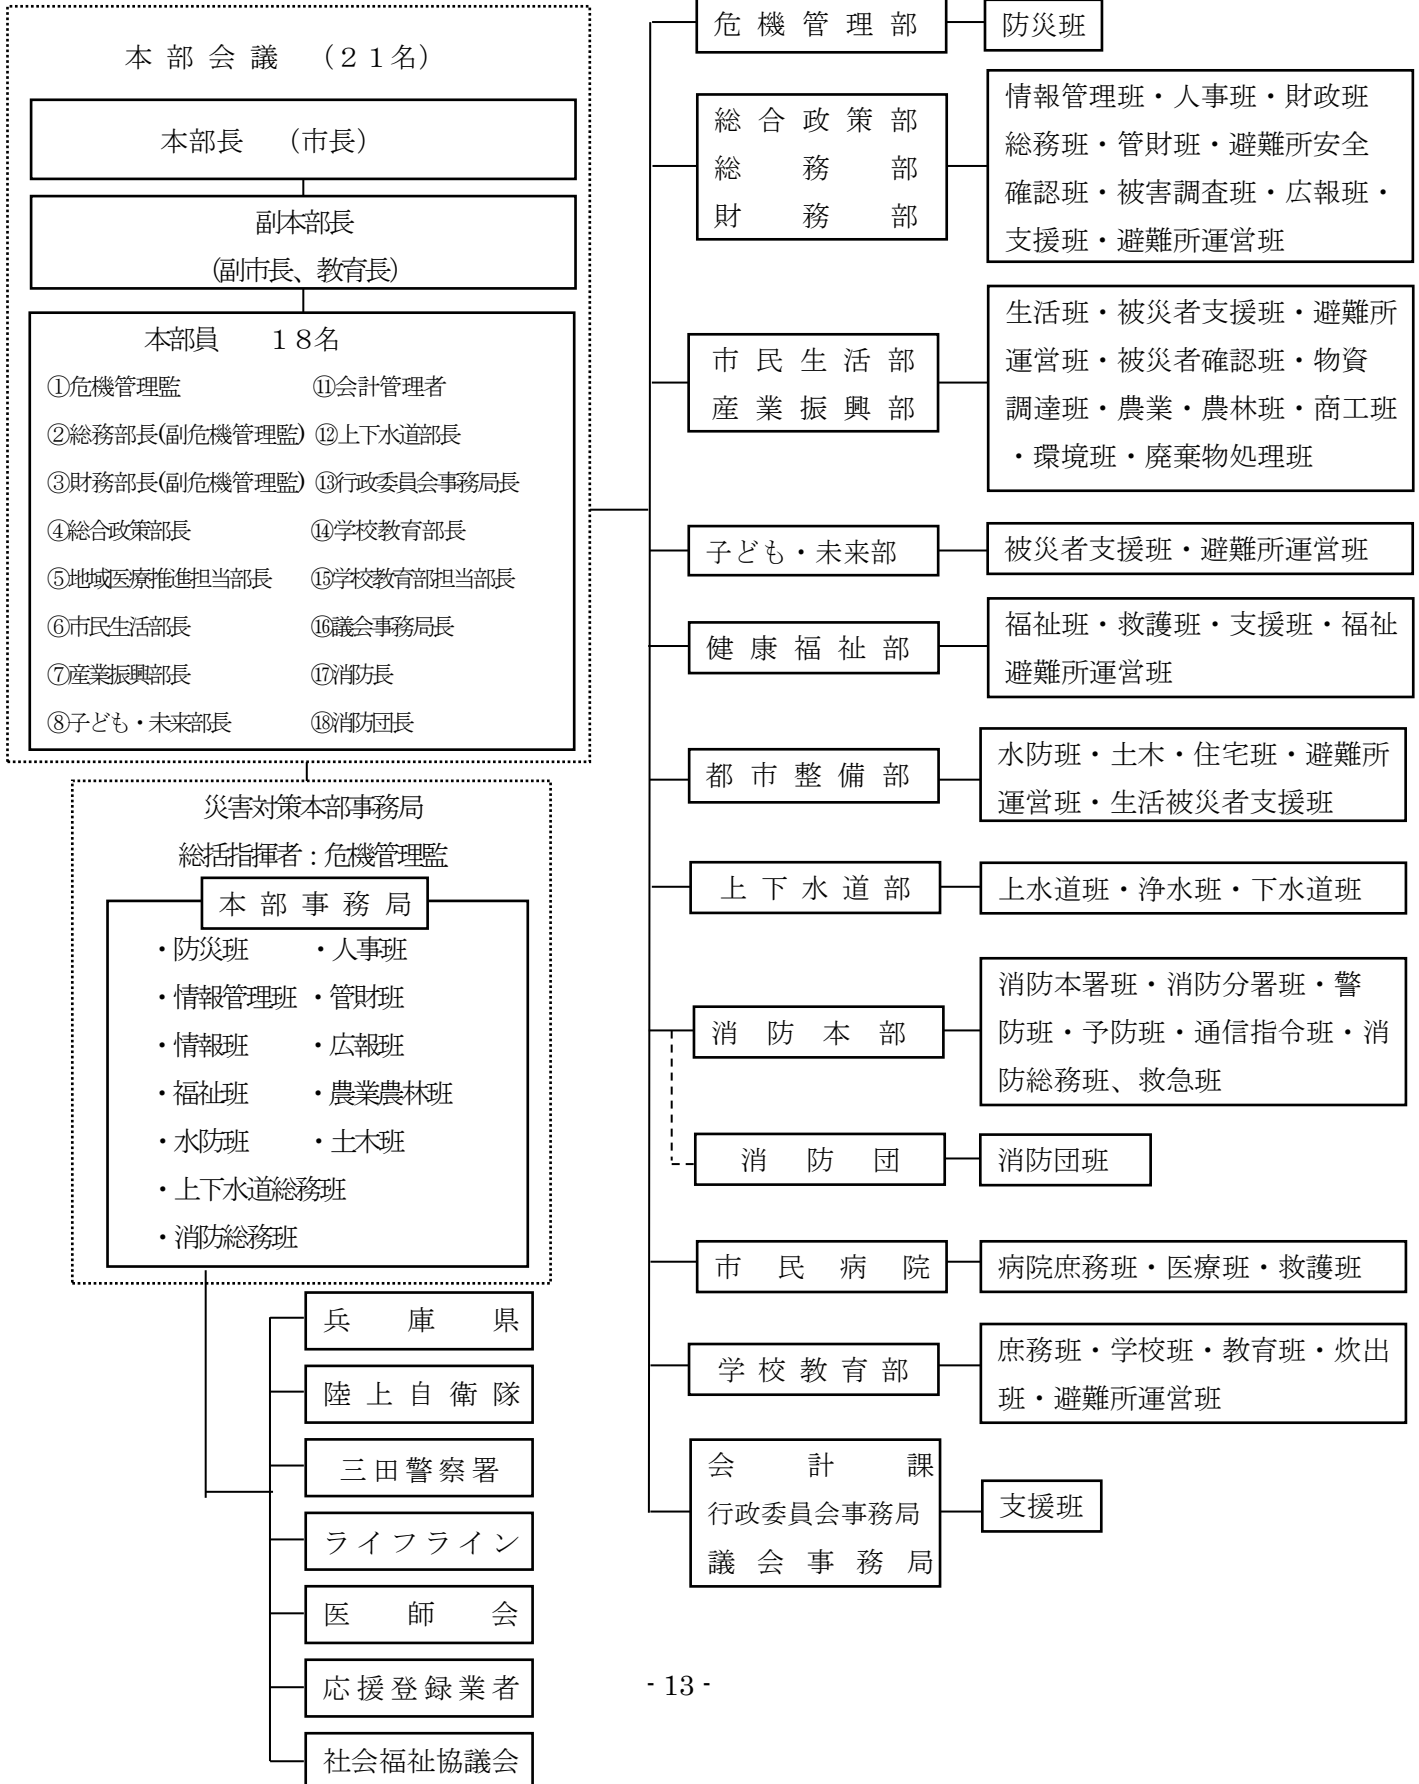 本部会議 （２１名）
本部長 （市長）
副本部長
(副市長、教育長)
本部員 １８名
①危機管理監 ⑪会計管理者
②総務部長(副危機管理監) ⑫上下水道部長
③財務部長(副危機管理監) ⑬行政委員会事務局長
④総合政策部長 ⑭学校教育部長
⑤地域医療推進担当部長 ⑮学校教育部担当部長
⑥市民生活部長 ⑯議会事務局長
⑦産業振興部長 ⑰消防長
⑧子ども・未来部長 ⑱消防団長
災害対策本部事務局
総括指揮者：危機管理監
本部事務局
・防災班 ・人事班
・情報管理班 ・管財班
・情報班 ・広報班
・福祉班 ・農業農林班
・水防班 ・土木班
・上下水道総務班
・消防総務班
兵庫県
陸上自衛隊
三田警察署
ライフライン
医師会
応援登録業者
社会福祉協議会
危機管理部
防災班
総合政策部
総務部
財務部
情報管理班・人事班・財政班
総務班・管財班・避難所安全
確認班・被害調査班・広報班・
支援班・避難所運営班
市民生活部
産業振興部
生活班・被災者支援班・避難所
運営班・被災者確認班・物資
調達班・農業・農林班・商工班
・環境班・廃棄物処理班
子ども・未来部
被災者支援班・避難所運営班
健康福祉部
福祉班・救護班・支援班・福祉
避難所運営班
都市整備部
水防班・土木・住宅班・避難所
運営班・生活被災者支援班
上下水道部
上水道班・浄水班・下水道班
消防本部
消防本署班・消防分署班・警
防班・予防班・通信指令班・消
防総務班、救急班
消防団
消防団班
市民病院
病院庶務班・医療班・救護班
学校教育部
庶務班・学校班・教育班・炊出
班・避難所運営班
会計課
行政委員会事務局
議会事務局
支援班
- 13 -